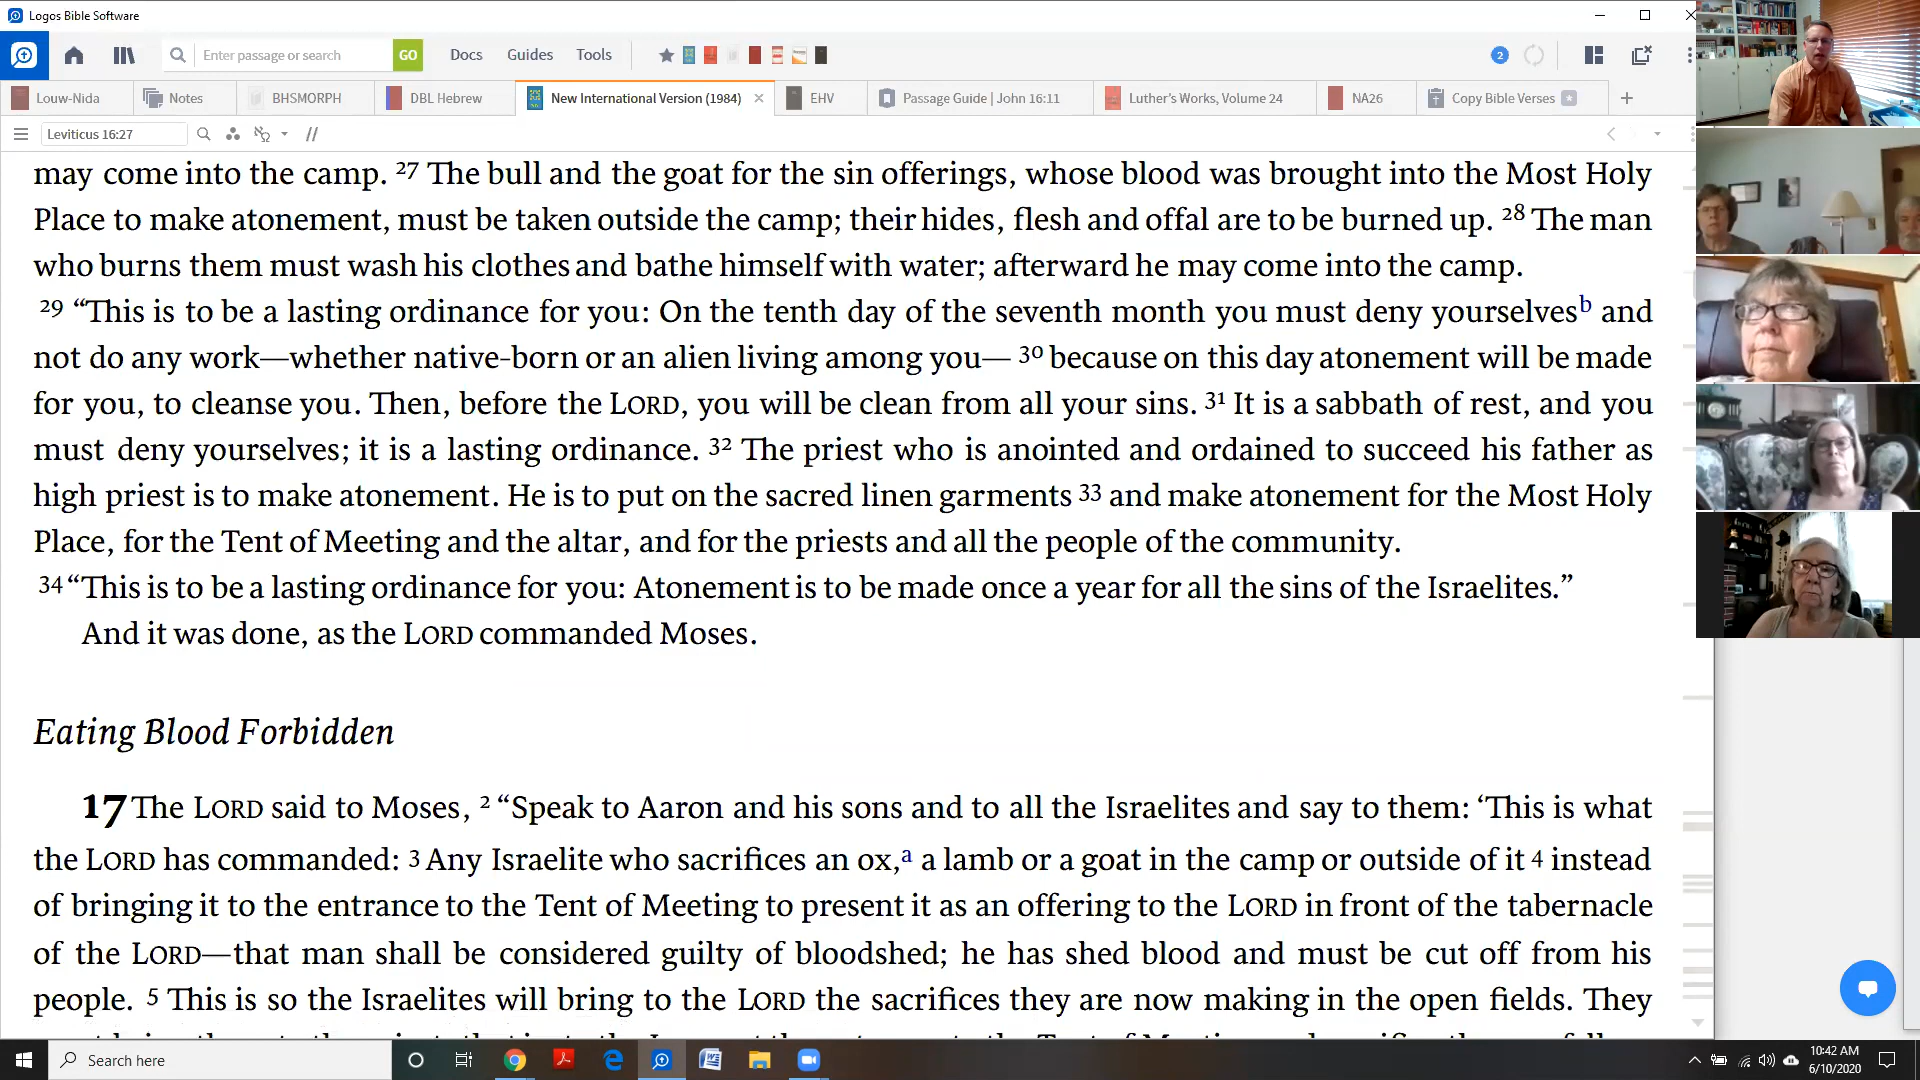 Logos Bible Software
Enter passage or search
GO
Docs
Guides
Tools
2
Louw-Nida
Notes
BHSMORPH
DBL Hebrew
New International Version (1984)
EHV
Passage Guide | John 16:11
Luther's Works, Volume 24
NA26
Copy Bible Verses
Leviticus 16:27
may come into the camp. 27 The bull and the goat for the sin offerings, whose blood was brought into the Most Holy
Place to make atonement, must be taken outside the camp; their hides, flesh and offal are to be burned up. 28 The man
who burns them must wash his clothes and bathe himself with water; afterward he may come into the camp.
29 “This is to be a lasting ordinance for you: On the tenth day of the seventh month you must deny yourselvesb and
not do any work—whether native-born or an alien living among you— 30 because on this day atonement will be made
for you, to cleanse you. Then, before the LORD, you will be clean from all your sins. 31 It is a sabbath of rest, and you
must deny yourselves; it is a lasting ordinance. 32 The priest who is anointed and ordained to succeed his father as
high priest is to make atonement. He is to put on the sacred linen garments 33 and make atonement for the Most Holy
Place, for the Tent of Meeting and the altar, and for the priests and all the people of the community.
34 “This is to be a lasting ordinance for you: Atonement is to be made once a year for all the sins of the Israelites.”
And it was done, as the LORD commanded Moses.
Eating Blood Forbidden
17 The LORD said to Moses, 2 “Speak to Aaron and his sons and to all the Israelites and say to them: ‘This is what
the LORD has commanded: 3 Any Israelite who sacrifices an ox,a a lamb or a goat in the camp or outside of it 4 instead
of bringing it to the entrance to the Tent of Meeting to present it as an offering to the LORD in front of the tabernacle
of the LORD—that man shall be considered guilty of bloodshed; he has shed blood and must be cut off from his
people. 5 This is so the Israelites will bring to the LORD the sacrifices they are now making in the open fields. They
Search here
10:42 AM
6/10/2020